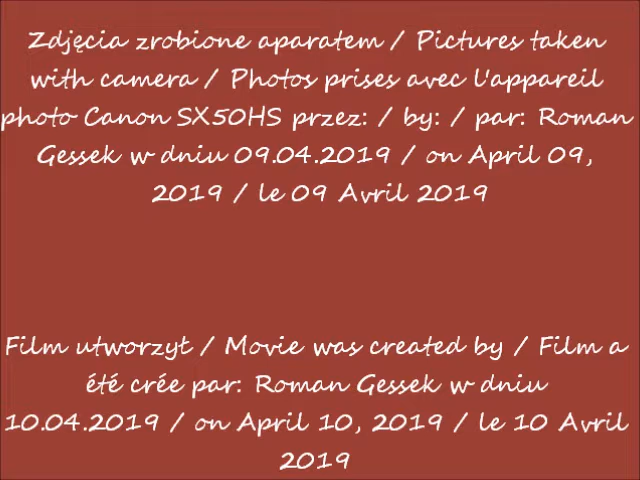 Zdjęcia zrobione aparatem / Pictures taken
with camera / Photos prises avec l'appareil
photo Canon SX50HS przez: / by: / par: Roman
Gessek w dniu 09.04.2019 / on April 09,
2019 / le 09 Avril 2019
Film utworzył / Movie was created by / Film a
été crée par: Roman Gessek w dniu
10.04.2019 / on April 10, 2019 / le 10 Avril
2019